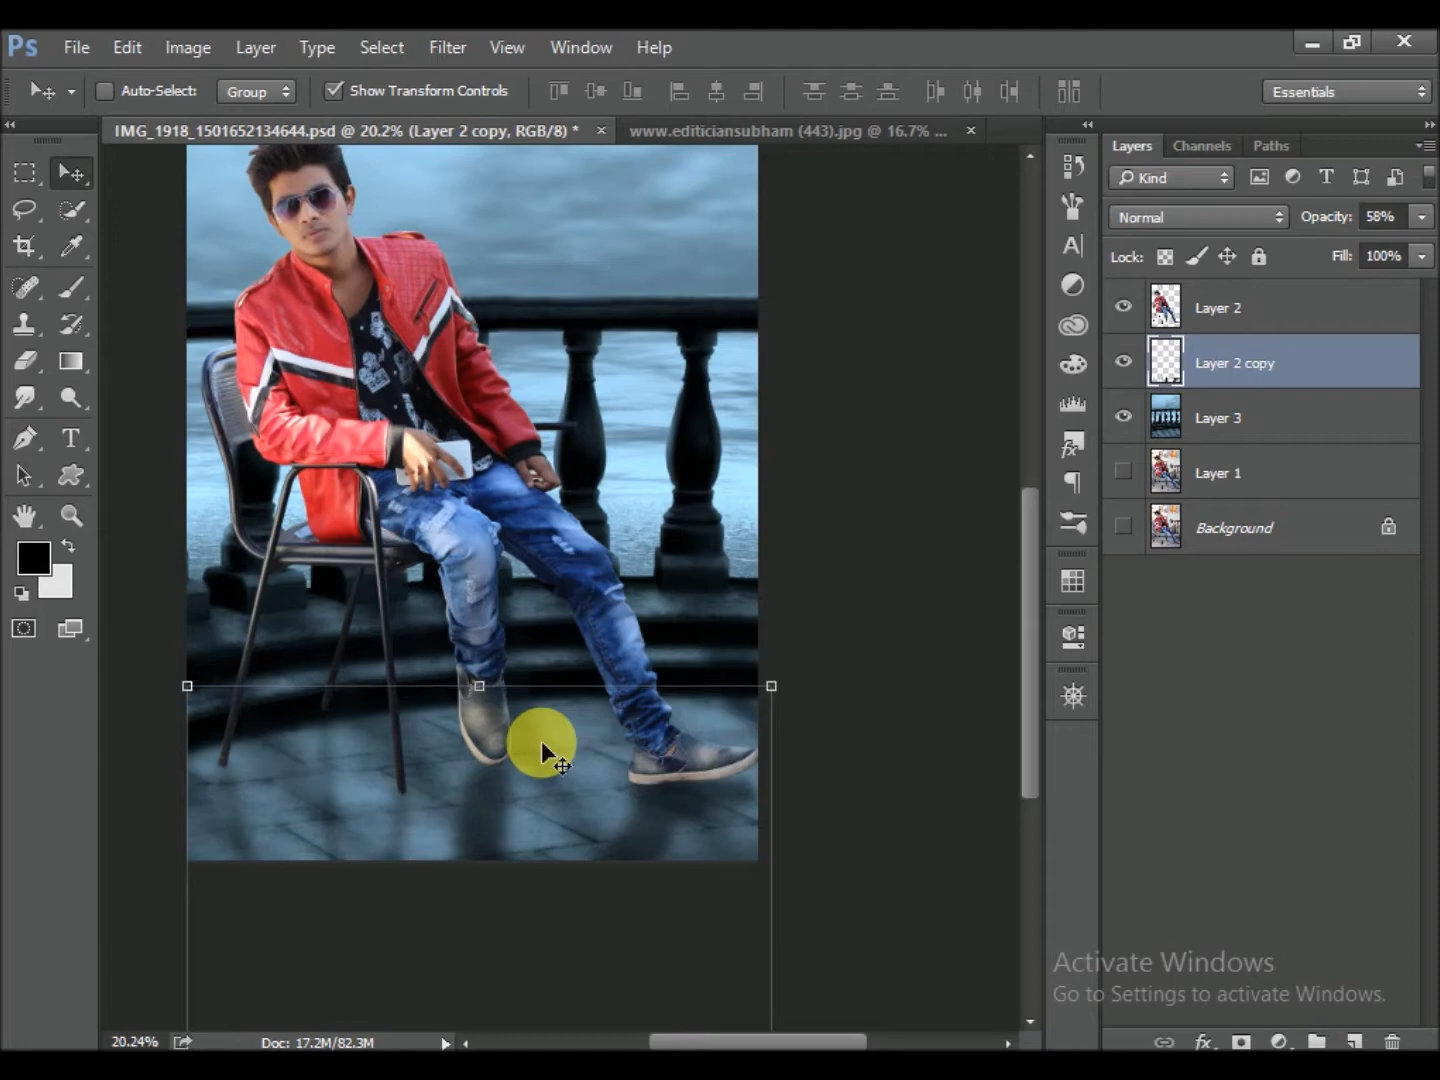 Ps File Edit Image Layer Type Select Filter View Window Help
Auto-Select: Group Show Transform Controls Essentials
IMG_1918_1501652134644.psd @ 20.2% (Layer 2 copy, RGB/8) * × www.editiciansubham (443).jpg @ 16.7% ... ×
Layers Channels Paths
Kind
Normal Opacity: 58%
Lock: Fill: 100%
Layer 2
Layer 2 copy
Layer 3
Layer 1
Background
Activate Windows
Go to Settings to activate Windows.
20.24% Doc: 17.2M/82.3M